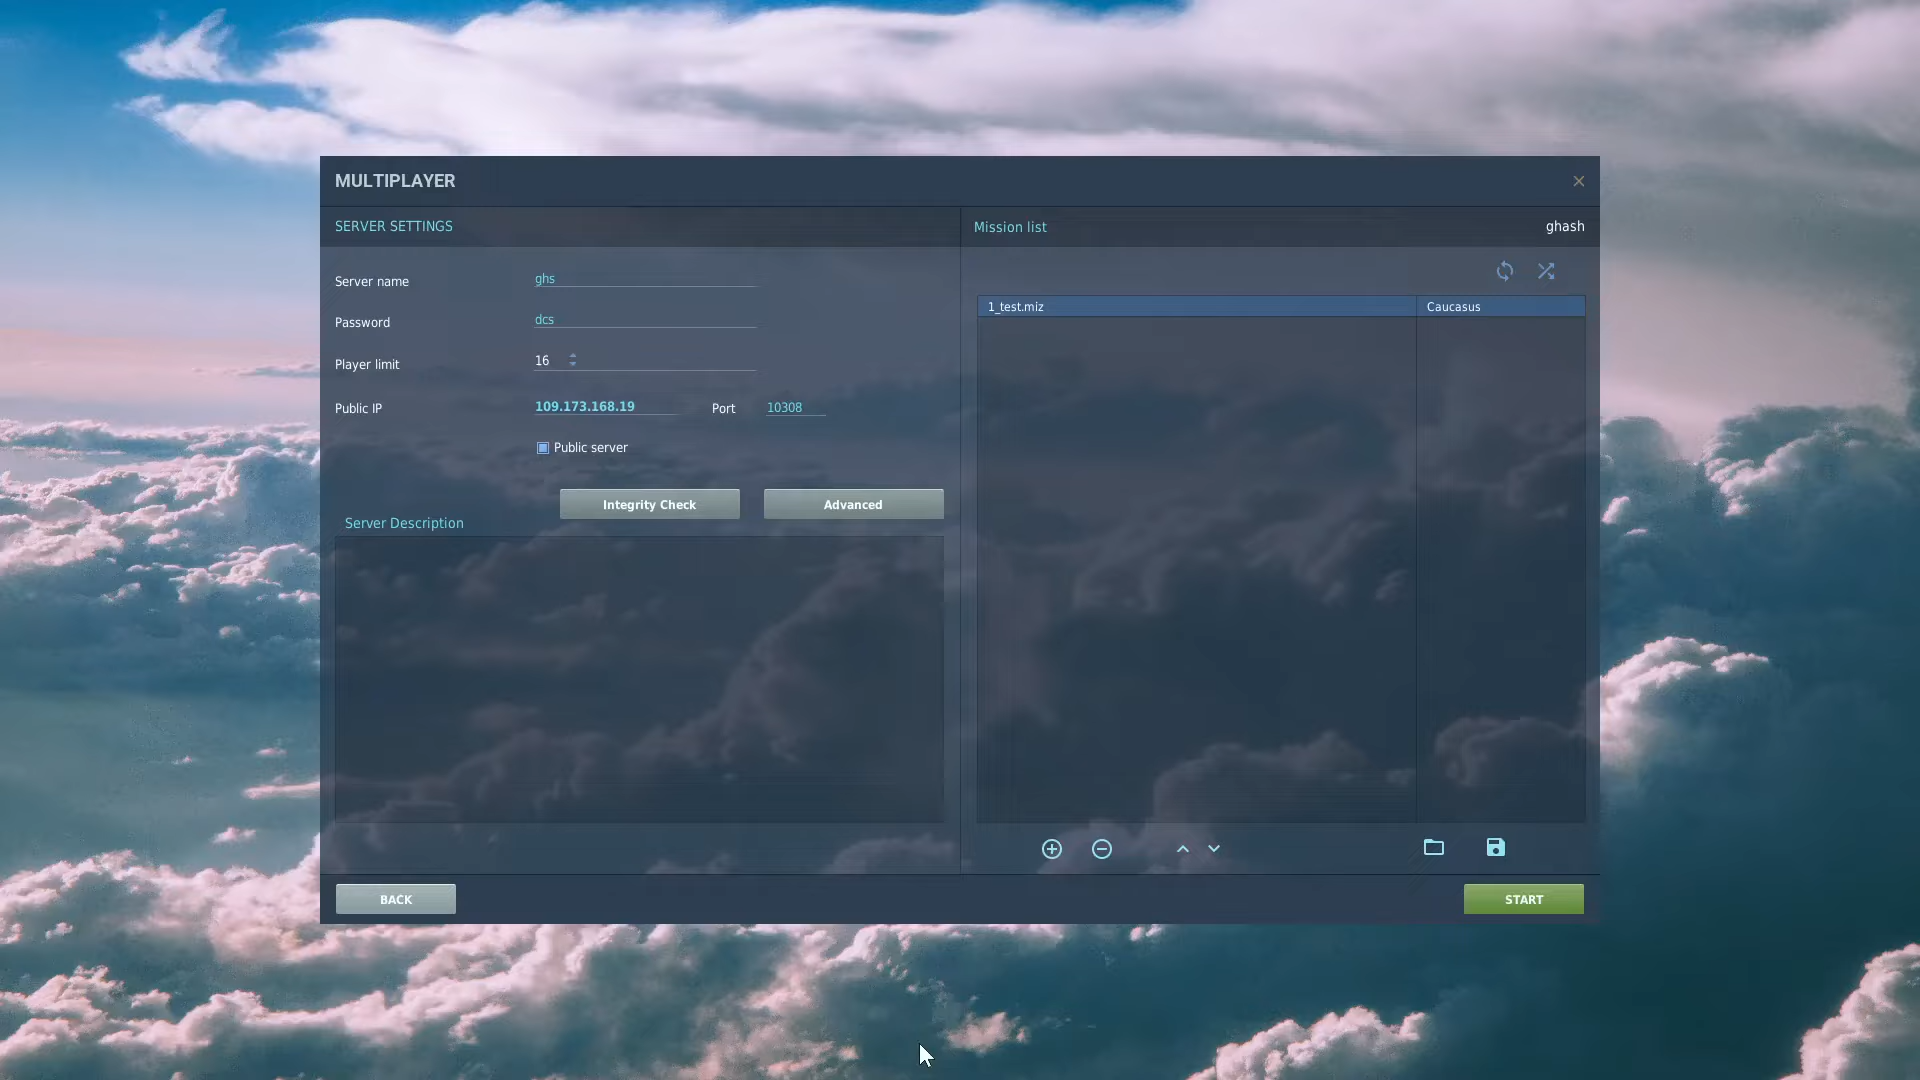 MULTIPLAYER
SERVER SETTINGS
Server name ghs
Password dcs
Player limit 16
Public IP 109.173.168.19 Port 10308
Public server
Integrity Check Advanced
Server Description
BACK
Mission list ghash
1_test.miz Caucasus
START